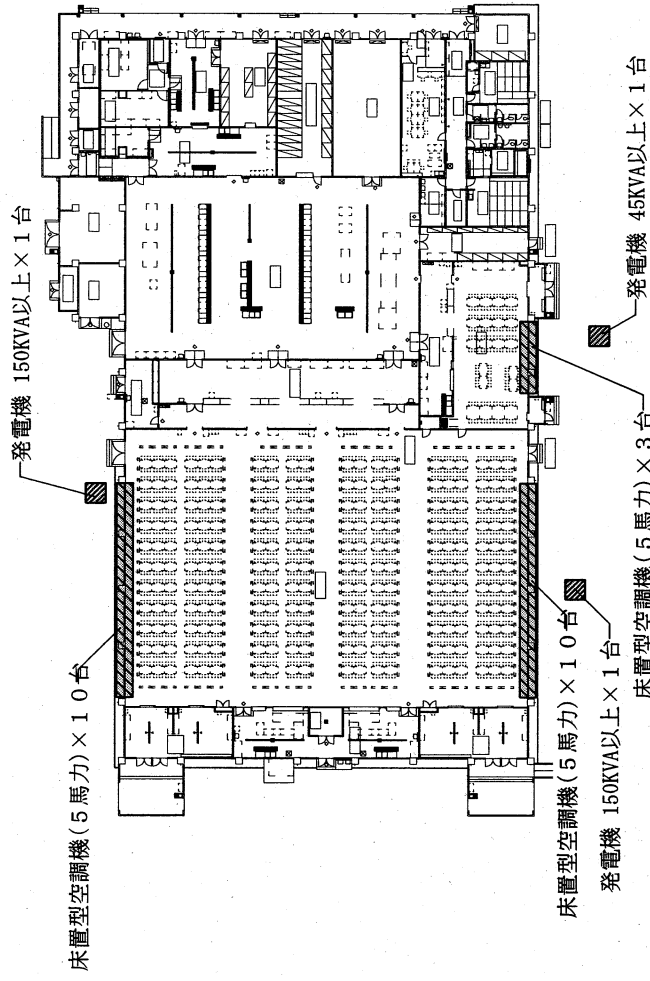 発電機 150KVA以上×1台
床置型空調機(5馬力)×10台
床置型空調機(5馬力)×10台
発電機 150KVA以上×1台
床置型空調機(5馬力)×3台
発電機 45KVA以上×1台